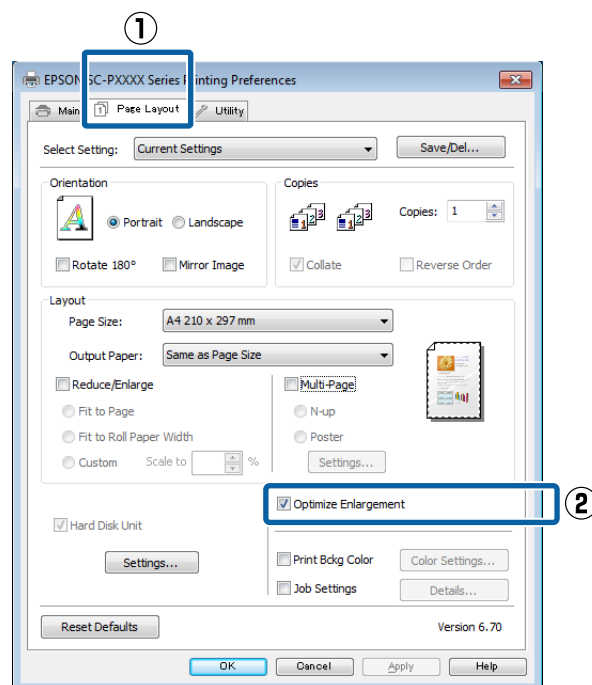 ①
EPSON SC-PXXXX Series Printing Preferences
Main Page Layout Utility
Select Setting: Current Settings Save/Del...
Orientation
Portrait Landscape
Rotate 180° Mirror Image
Copies
Copies: 1
Collate Reverse Order
Layout
Page Size: A4 210 x 297 mm
Output Paper: Same as Page Size
Reduce/Enlarge
Fit to Page
Fit to Roll Paper Width
Custom Scale to %
Multi-Page
N-up
Poster
Settings...
Optimize Enlargement ②
Hard Disk Unit
Settings...
Print Bckg Color Color Settings...
Job Settings Details...
Reset Defaults Version 6.70
OK Cancel Apply Help